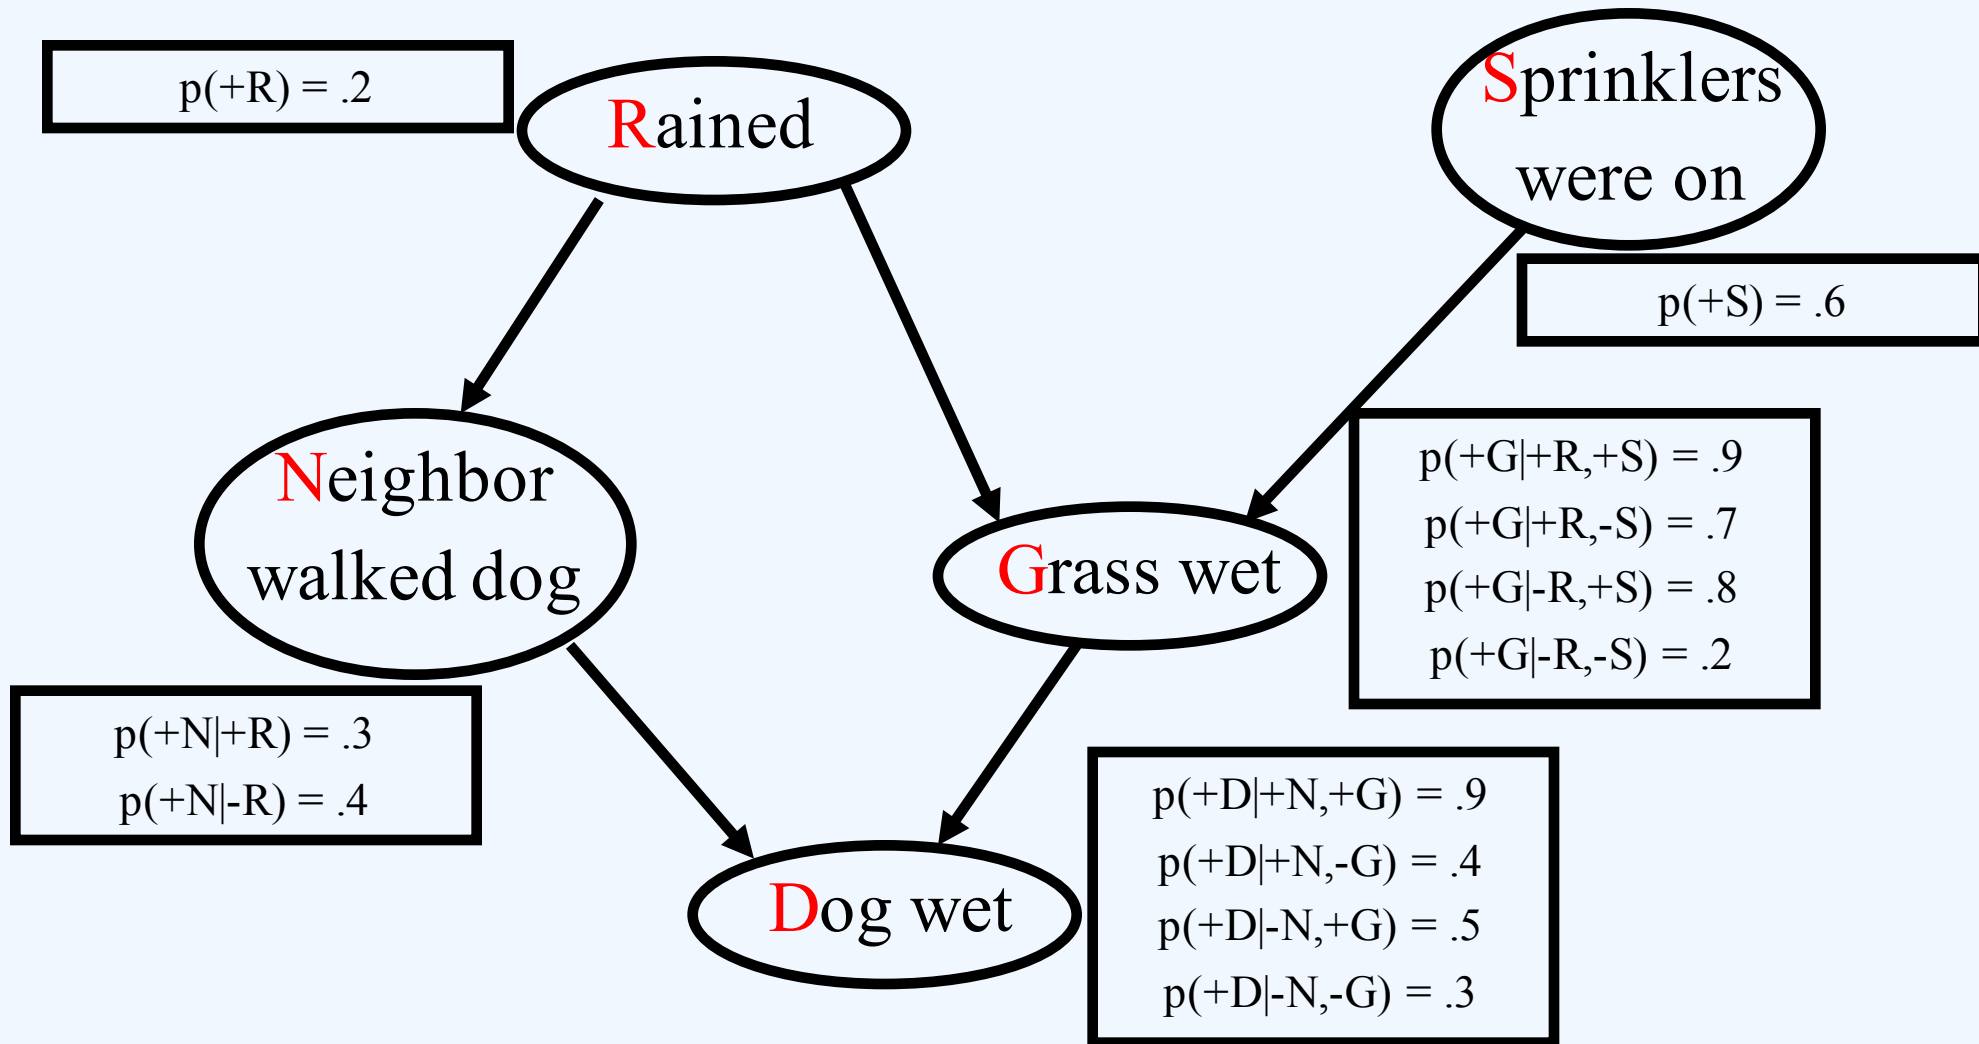 p(+R) = .2
Rained
Sprinklers
were on
p(+S) = .6
Neighbor
walked dog
Grass wet
p(+G|+R,+S) = .9
p(+G|+R,-S) = .7
p(+G|-R,+S) = .8
p(+G|-R,-S) = .2
p(+N|+R) = .3
p(+N|-R) = .4
Dog wet
p(+D|+N,+G) = .9
p(+D|+N,-G) = .4
p(+D|-N,+G) = .5
p(+D|-N,-G) = .3